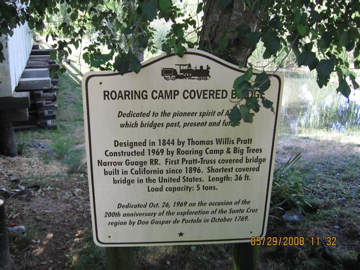 ROARING CAMP COVERED BRIDGE
Dedicated to the pioneer spirit of
which bridges past, present and future
Designed in 1844 by Thomas Willis Pratt
Constructed 1969 by Roaring Camp & Big Trees
Narrow Guage RR. First Pratt-Truss covered bridge
built in California since 1896. Shortest covered
bridge in the United States. Length: 36 ft.
Load capacity: 5 tons.
Dedicated Oct. 26, 1969 on the occasion of the
200th anniversary of the exploration of the Santa Cruz
region by Don Gaspar de Portola in October 1769.
05/29/2008 11:32